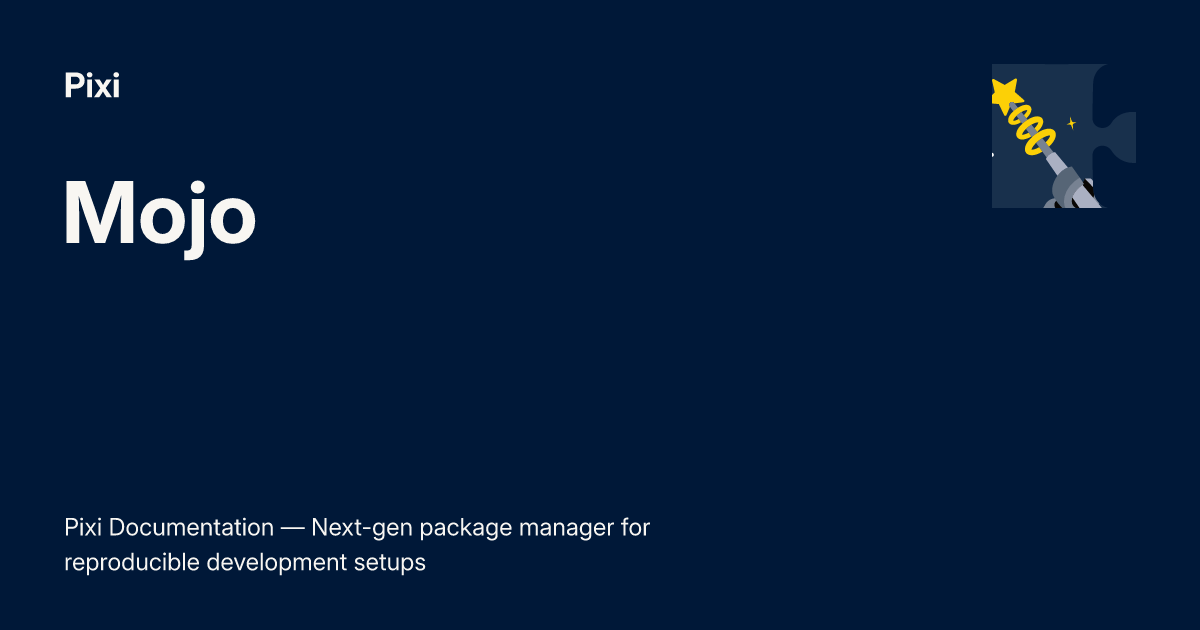 Pixi
Mojo
Pixi Documentation — Next-gen package manager for
reproducible development setups